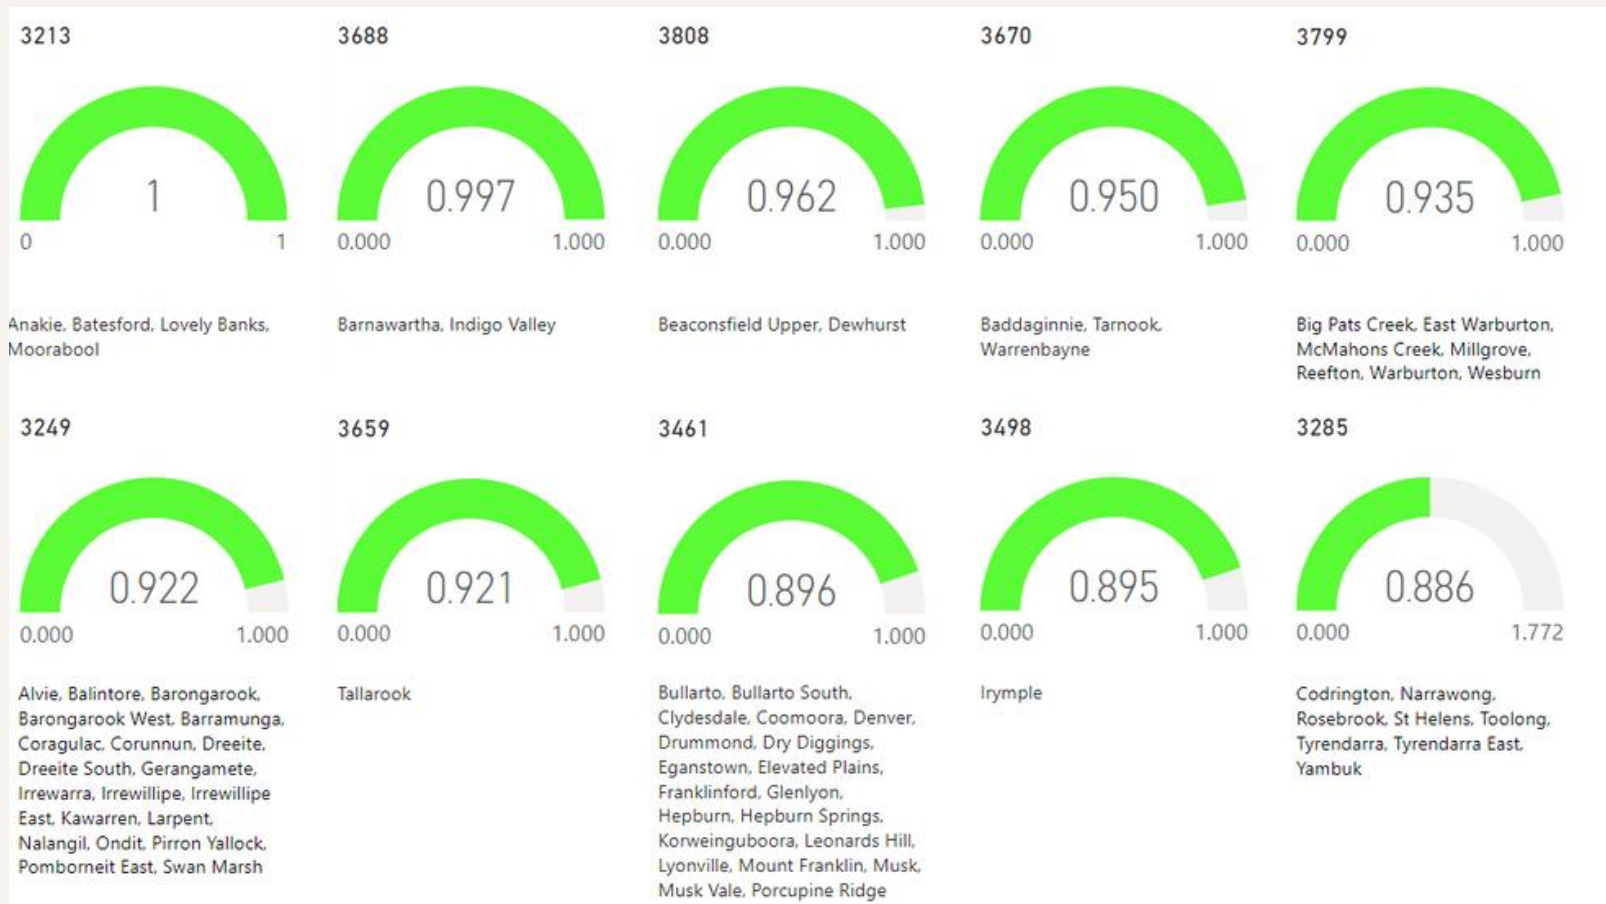 3213
3688
3808
3670
3799
1
0.997
0.962
0.950
0.935
0
1
0.000
1.000
0.000
1.000
0.000
1.000
0.000
1.000
Anakie, Batesford, Lovely Banks,
Moorabool
Barnawartha, Indigo Valley
Beaconsfield Upper, Dewhurst
Baddaginnie, Tarnook,
Warrenbayne
Big Pats Creek, East Warburton,
McMahons Creek, Millgrove,
Reefton, Warburton, Wesburn
3249
3659
3461
3498
3285
0.922
0.921
0.896
0.895
0.886
0.000
1.000
0.000
1.000
0.000
1.000
0.000
1.000
0.000
1.772
Alvie, Balintore, Barongarook,
Barongarook West, Barramunga,
Coragulac, Corunnun, Dreeite,
Dreeite South, Gerangamete,
Irrewarra, Irrewillipe, Irrewillipe
East, Kawarren, Larpent,
Nalangil, Ondit, Pirron Yallock,
Pomborneit East, Swan Marsh
Tallarook
Bullarto, Bullarto South,
Clydesdale, Coomoora, Denver,
Drummond, Dry Diggings,
Eganstown, Elevated Plains,
Franklinford, Glenlyon,
Hepburn, Hepburn Springs,
Korweinguboora, Leonards Hill,
Lyonville, Mount Franklin, Musk,
Musk Vale, Porcupine Ridge
Irymple
Codrington, Narrawong,
Rosebrook, St Helens, Toolong,
Tyrendarra, Tyrendarra East,
Yambuk